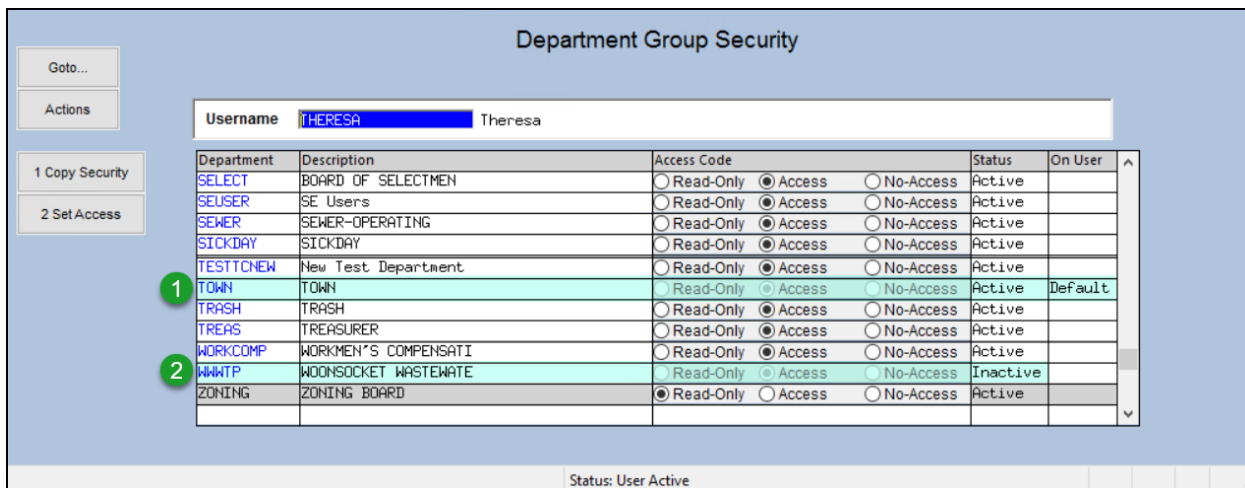 Department Group Security
Goto...
Actions
Username THERESA Theresa
1 Copy Security
2 Set Access
Department Description Access Code Status On User
SELECT BOARD OF SELECTMEN Read-Only Access No-Access Active
SEUSER SE Users Read-Only Access No-Access Active
SEWER SEWER-OPERATING Read-Only Access No-Access Active
SICKDAY SICKDAY Read-Only Access No-Access Active
TESTTCNEW New Test Department Read-Only Access No-Access Active
1 TOWN TOWN Read-Only Access No-Access Active Default
TRASH TRASH Read-Only Access No-Access Active
TREAS TREASURER Read-Only Access No-Access Active
WORKCOMP WORKMEN'S COMPENSATI Read-Only Access No-Access Active
2 WWWTP WOONSOCKET WASTEWATE Read-Only Access No-Access Inactive
ZONING ZONING BOARD Read-Only Access No-Access Active
Status: User Active